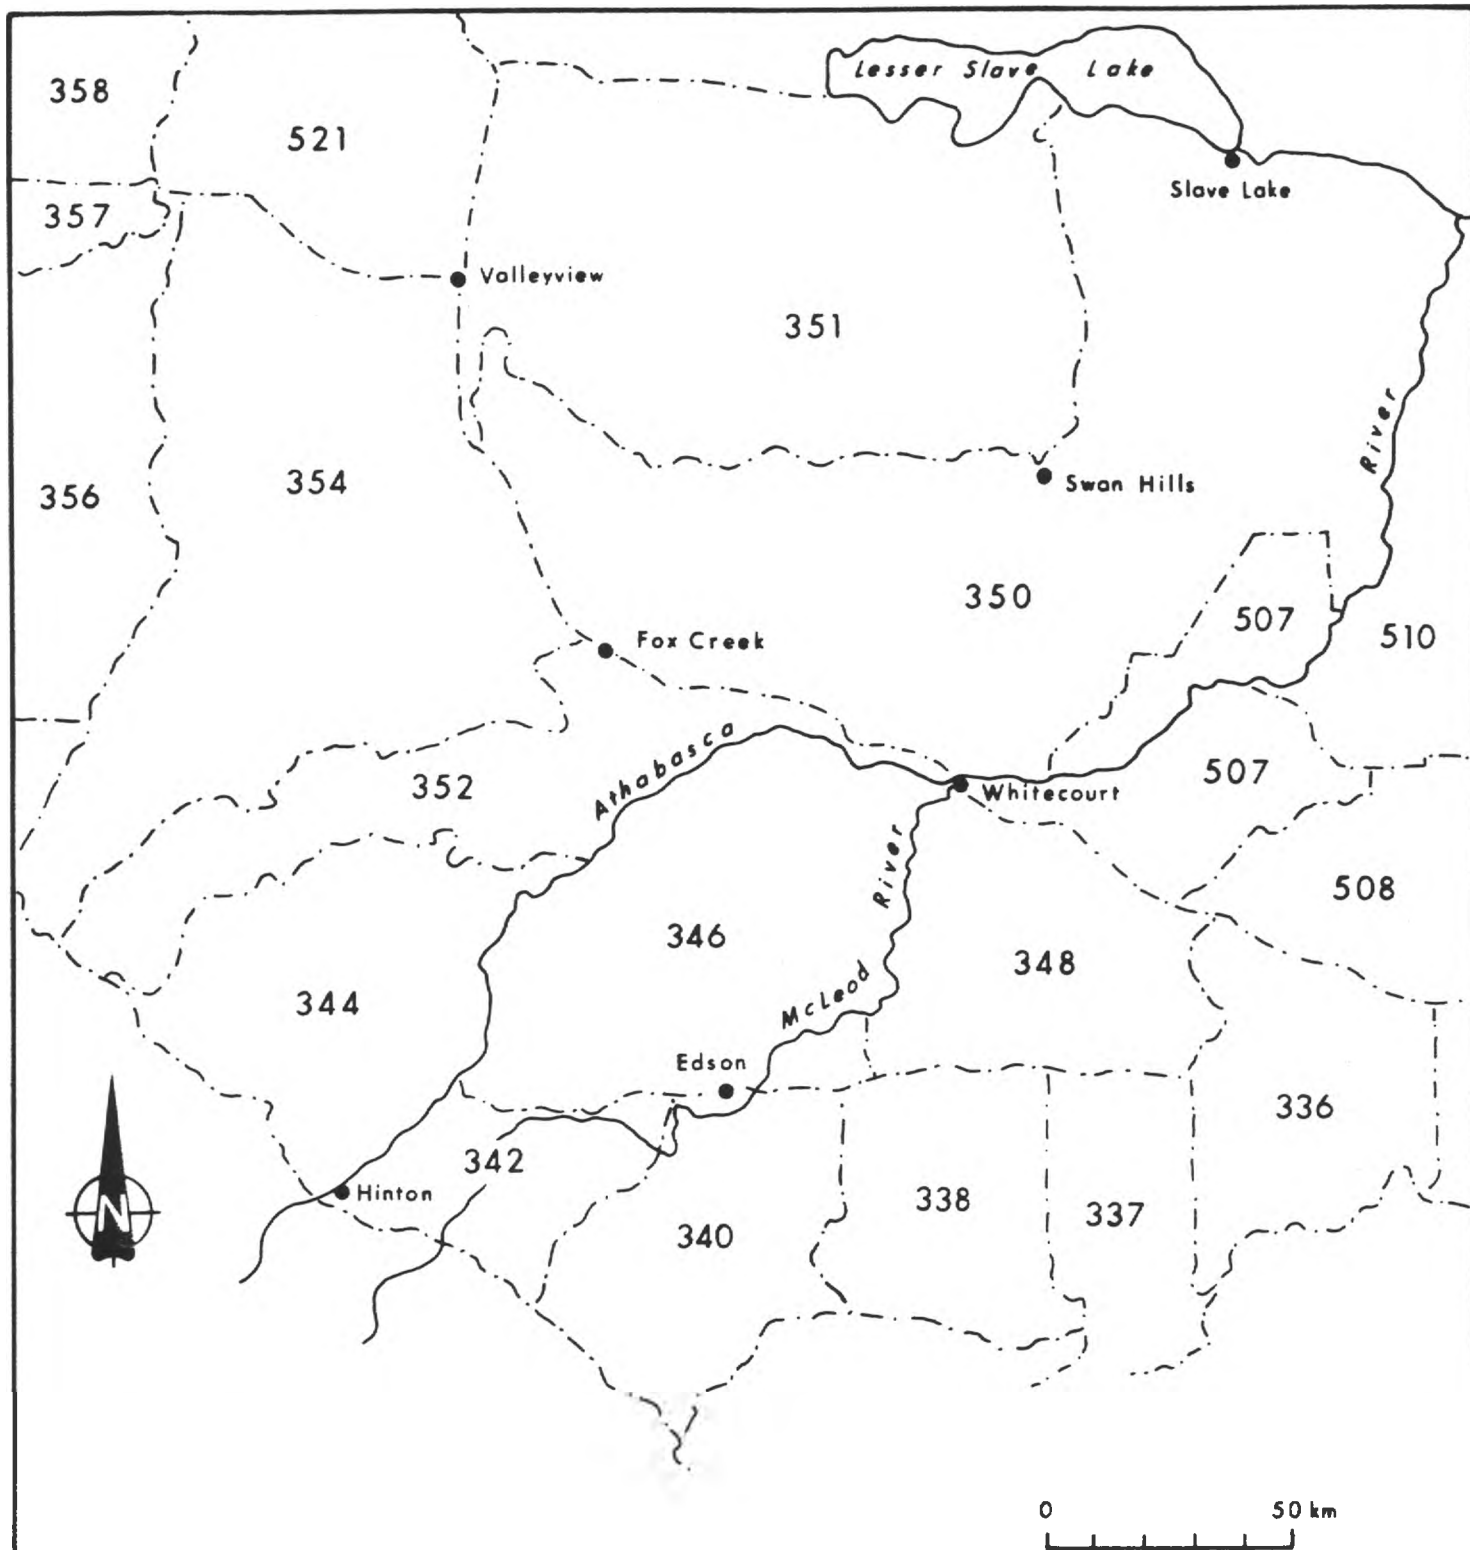 Lesser Slave Lake
358
521
Slave Lake
357
Valleyview
351
River
354
Swan Hills
356
350
507
Fox Creek
510
Athabasca
507
352
Whitecourt
River
508
346
348
344
McLeod
Edson
336
342
Hinton
338
337
340
N
0 50 km